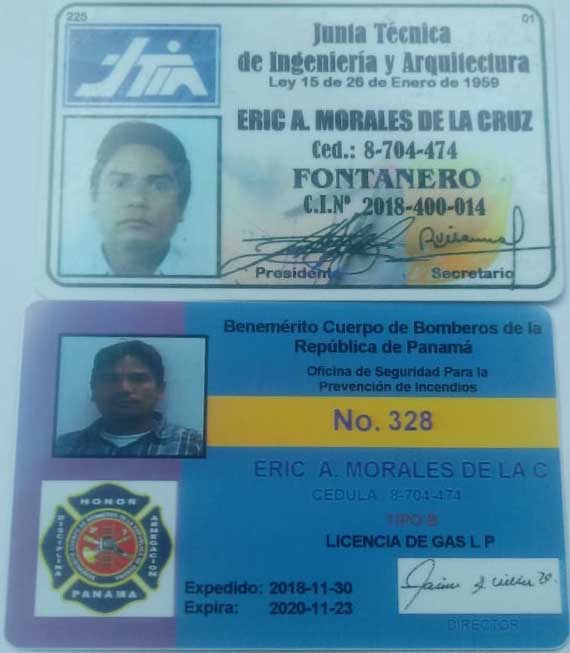 225
01
JTIA
Junta Técnica
de Ingeniería y Arquitectura
Ley 15 de 26 de Enero de 1959
ERIC A. MORALES DE LA CRUZ
Ced.: 8-704-474
FONTANERO
C.I.Nº 2018-400-014
Presidente
Secretario
Benemérito Cuerpo de Bomberos de la
República de Panamá
Oficina de Seguridad Para la
Prevención de Incendios
No. 328
ERIC A. MORALES DE LA C
CEDULA : 8-704-474
TIPO B
LICENCIA DE GAS L P
HONOR
DISCIPLINA
ABNEGACION
PANAMA
Expedido: 2018-11-30
Expira: 2020-11-23
DIRECTOR